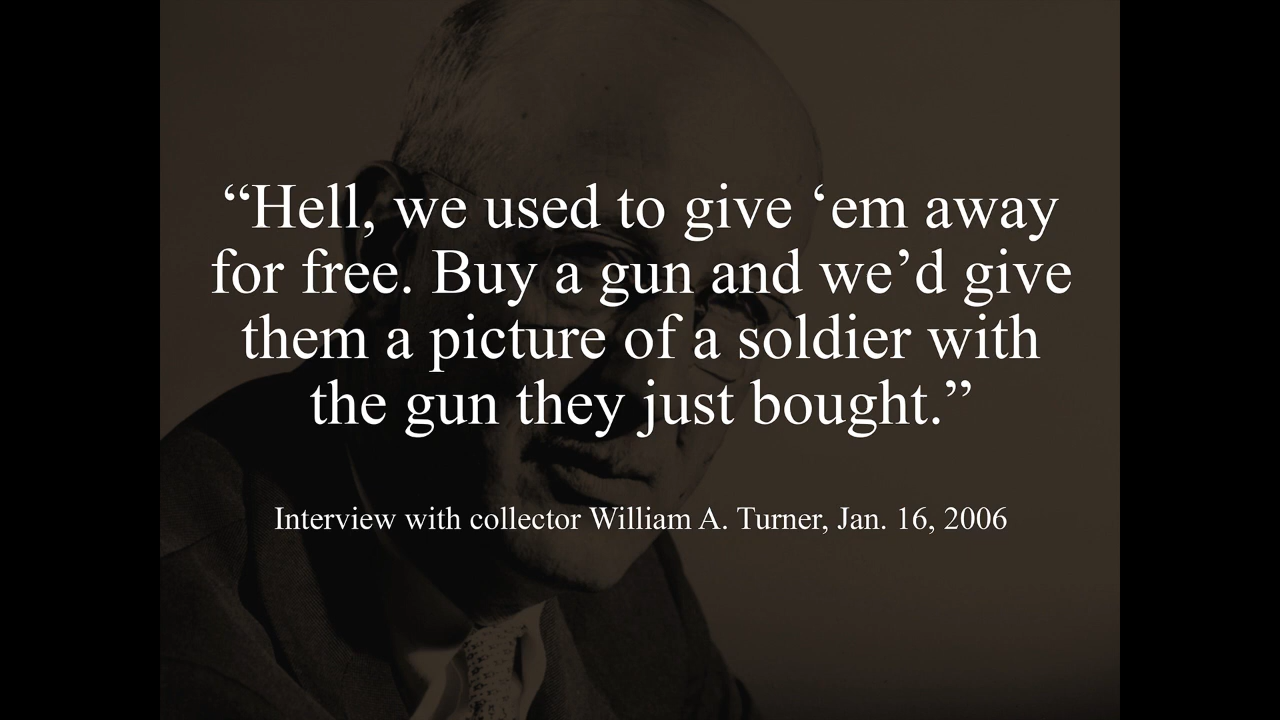 “Hell, we used to give ‘em away
for free. Buy a gun and we’d give
them a picture of a soldier with
the gun they just bought.”
Interview with collector William A. Turner, Jan. 16, 2006